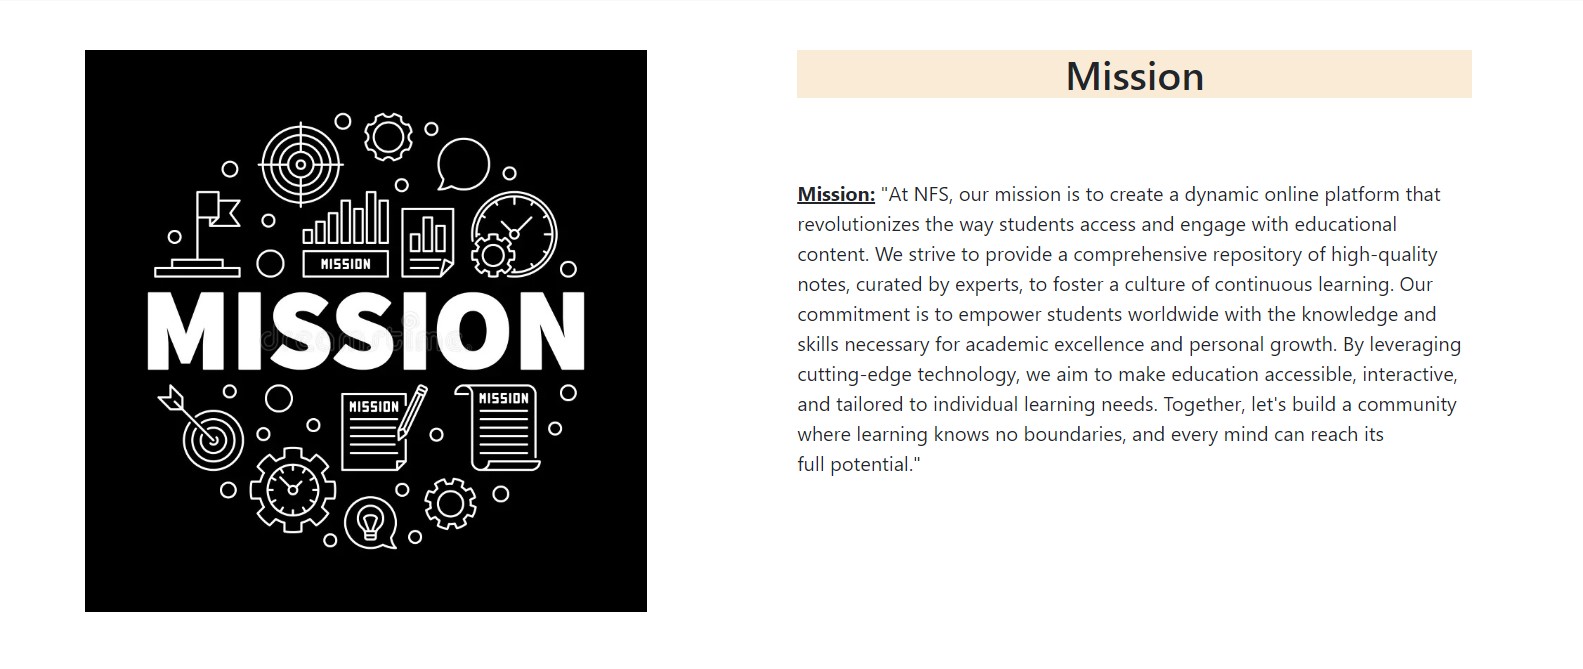 MISSION
MISSION
MISSION
MISSION
dreamstime.
Mission
Mission: "At NFS, our mission is to create a dynamic online platform that
revolutionizes the way students access and engage with educational
content. We strive to provide a comprehensive repository of high-quality
notes, curated by experts, to foster a culture of continuous learning. Our
commitment is to empower students worldwide with the knowledge and
skills necessary for academic excellence and personal growth. By leveraging
cutting-edge technology, we aim to make education accessible, interactive,
and tailored to individual learning needs. Together, let's build a community
where learning knows no boundaries, and every mind can reach its
full potential."